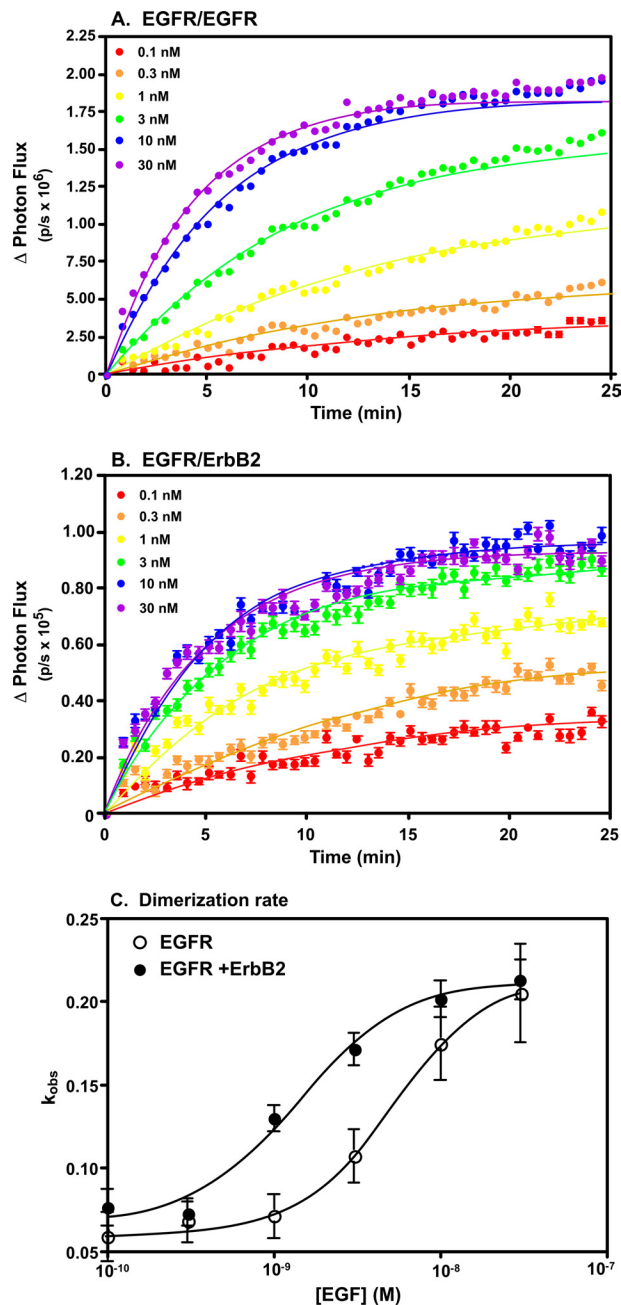 A. EGFR/EGFR
2.25
2.00
1.75
1.50
1.25
1.00
7.50
5.00
2.50
0
Δ Photon Flux
(p/s x 10⁶)
0.1 nM
0.3 nM
1 nM
3 nM
10 nM
30 nM
0 5 10 15 20 25
Time (min)
B. EGFR/ErbB2
1.20
1.00
0.80
0.60
0.40
0.20
0
Δ Photon Flux
(p/s x 10⁵)
0.1 nM
0.3 nM
1 nM
3 nM
10 nM
30 nM
0 5 10 15 20 25
Time (min)
C. Dimerization rate
0.25
0.20
0.15
0.10
0.05
kobs
EGFR
EGFR +ErbB2
10⁻¹⁰ 10⁻⁹ 10⁻⁸ 10⁻⁷
[EGF] (M)